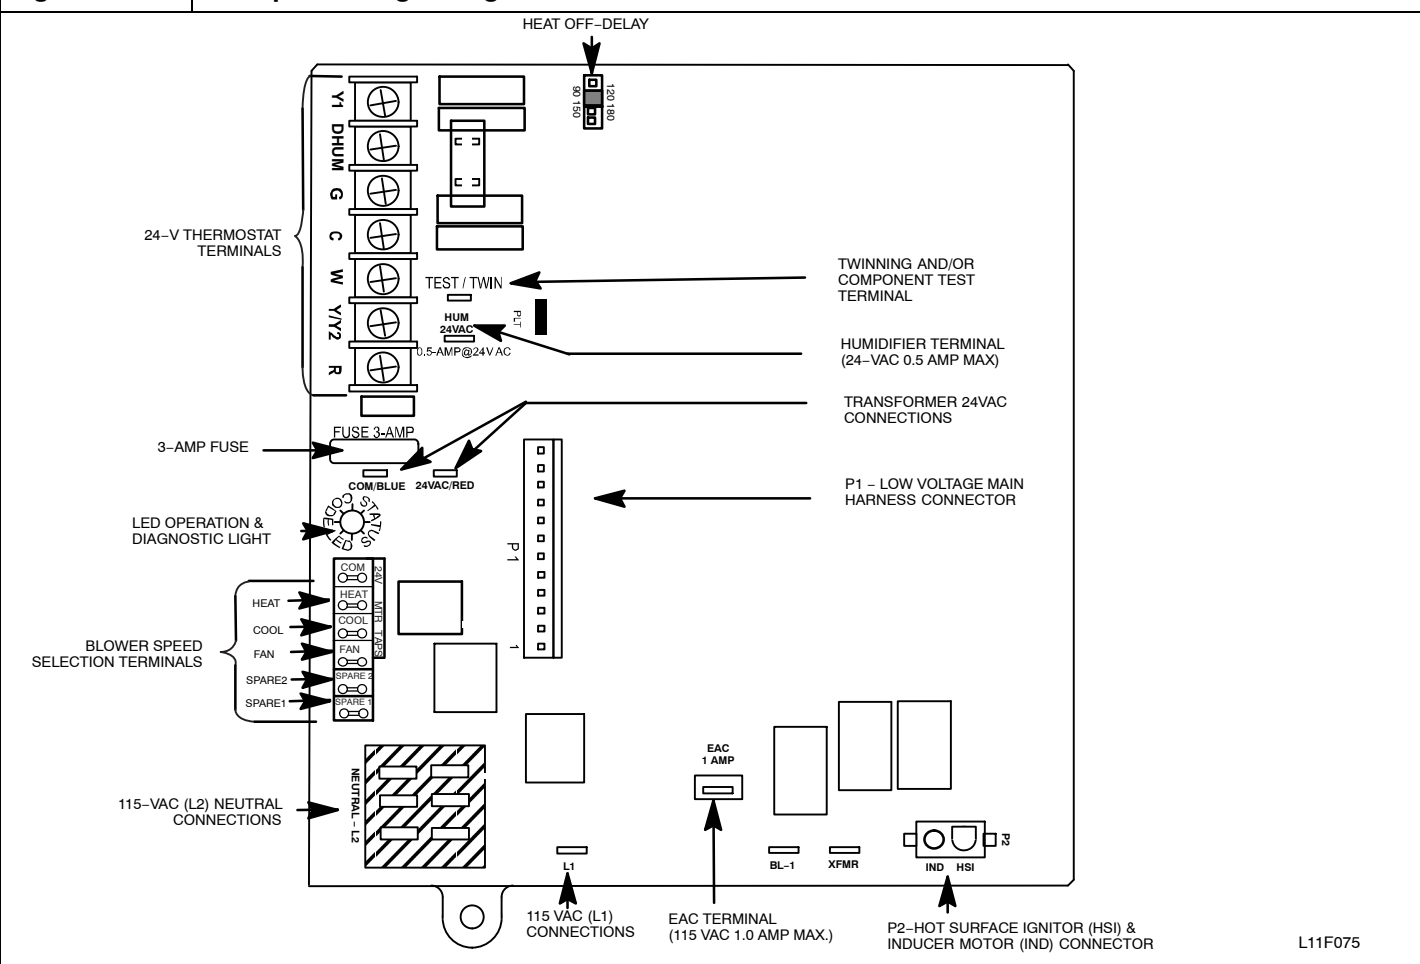 HEAT OFF-DELAY
90 150
120 180
Y1
DHUM
G
C
W
Y/Y2
R
24-V THERMOSTAT
TERMINALS
TEST / TWIN
HUM
24VAC
0.5-AMP@24VAC
PLT
TWINNING AND/OR
COMPONENT TEST
TERMINAL
HUMIDIFIER TERMINAL
(24-VAC 0.5 AMP MAX)
TRANSFORMER 24VAC
CONNECTIONS
FUSE 3-AMP
3-AMP FUSE
COM/BLUE
24VAC/RED
P1 - LOW VOLTAGE MAIN
HARNESS CONNECTOR
STATUS
CODE
LED
LED OPERATION &
DIAGNOSTIC LIGHT
P1
1
COM
HEAT
COOL
FAN
SPARE 2
SPARE 1
24V
MTR TAPS
HEAT
COOL
FAN
SPARE2
SPARE1
BLOWER SPEED
SELECTION TERMINALS
NEUTRAL - L2
115-VAC (L2) NEUTRAL
CONNECTIONS
EAC
1 AMP
L1
BL-1
XFMR
IND
HSI
P2
115 VAC (L1)
CONNECTIONS
EAC TERMINAL
(115 VAC 1.0 AMP MAX.)
P2-HOT SURFACE IGNITOR (HSI) &
INDUCER MOTOR (IND) CONNECTOR
L11F075